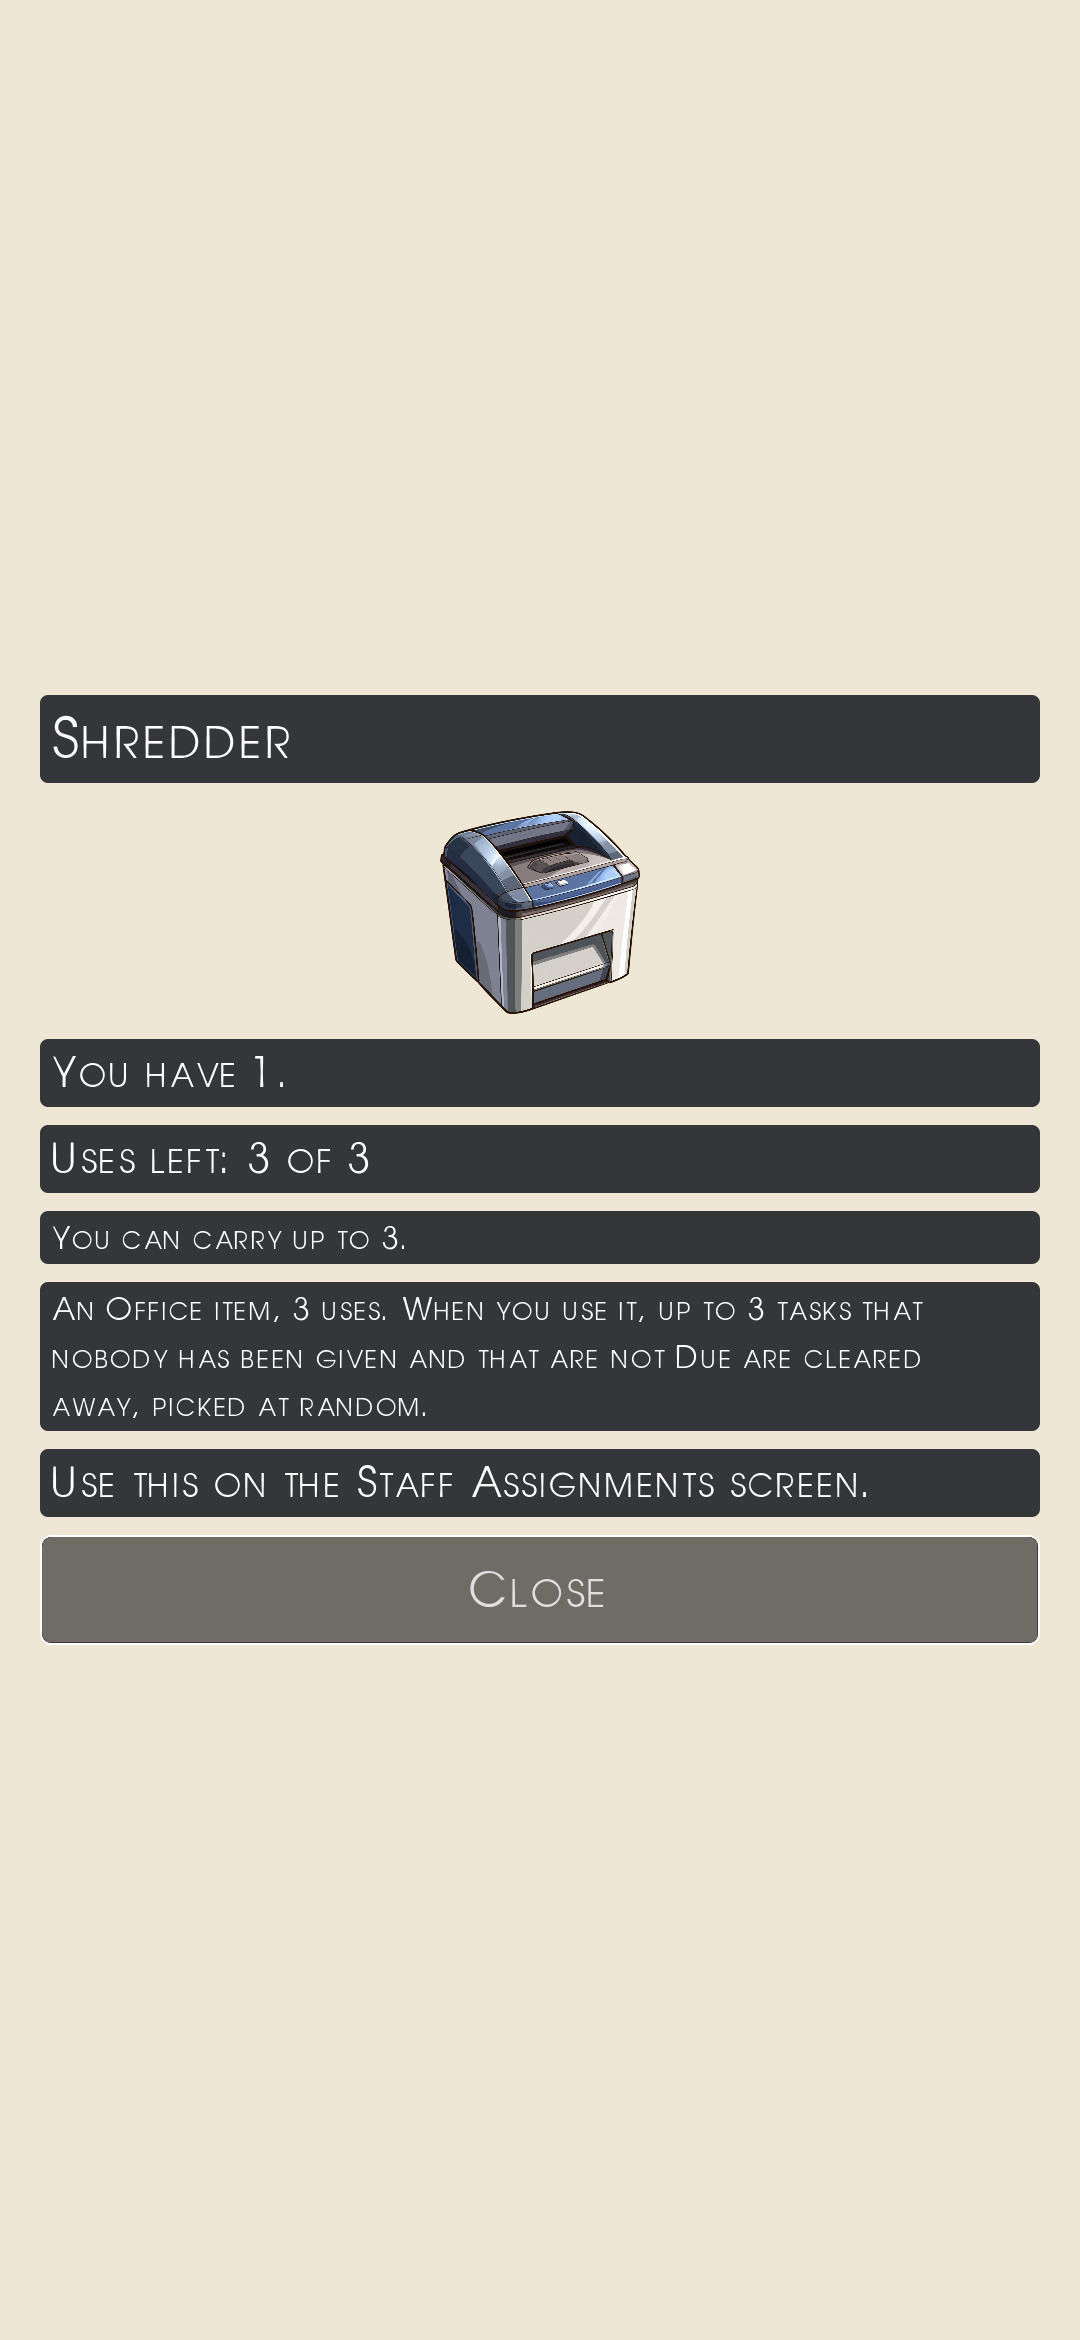 Shredder
You have 1.
Uses left: 3 of 3
You can carry up to 3.
An Office item, 3 uses. When you use it, up to 3 tasks that
nobody has been given and that are not Due are cleared
away, picked at random.
Use this on the Staff Assignments screen.
Close